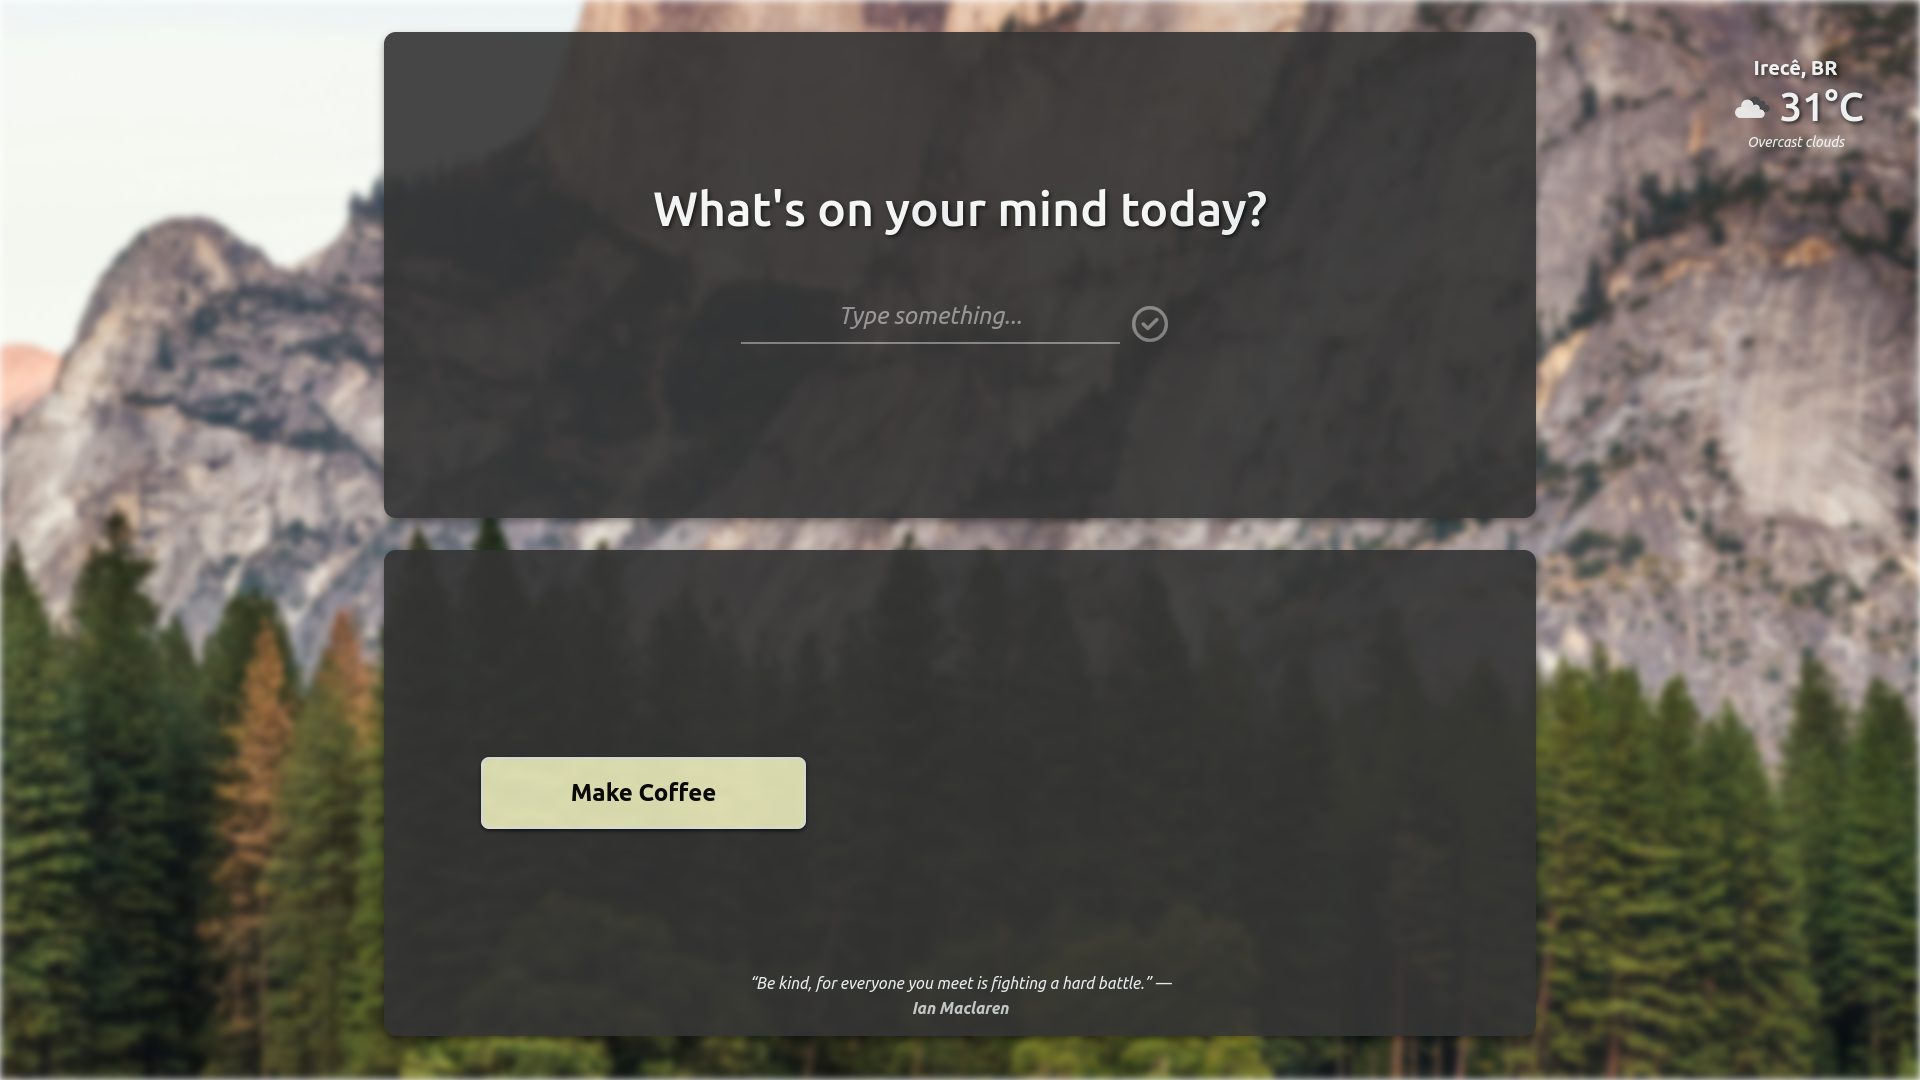 Irecê, BR
31°C
Overcast clouds
What's on your mind today?
Type something...
Make Coffee
“Be kind, for everyone you meet is fighting a hard battle.” —
Ian Maclaren